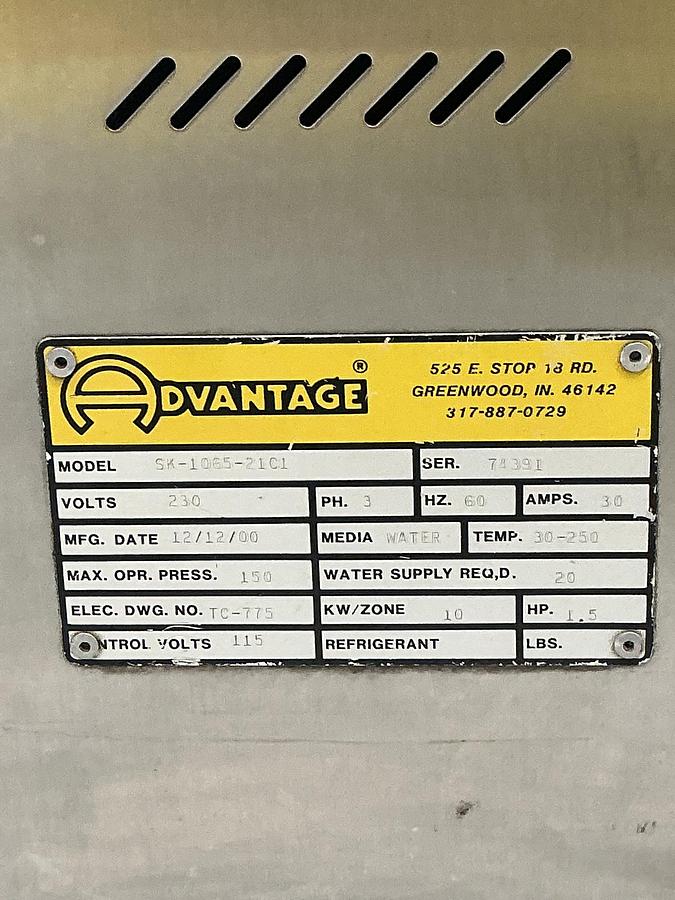 ADVANTAGE ®
525 E. STOP 18 RD.
GREENWOOD, IN. 46142
317-887-0729
MODEL SK-1065-21C1 SER. 74391
VOLTS 230 PH. 3 HZ. 60 AMPS. 30
MFG. DATE 12/12/00 MEDIA WATER TEMP. 30-250
MAX. OPR. PRESS. 150 WATER SUPPLY REQ,D. 20
ELEC. DWG. NO. TC-775 KW/ZONE 10 HP. 1.5
NTROL VOLTS 115 REFRIGERANT LBS.